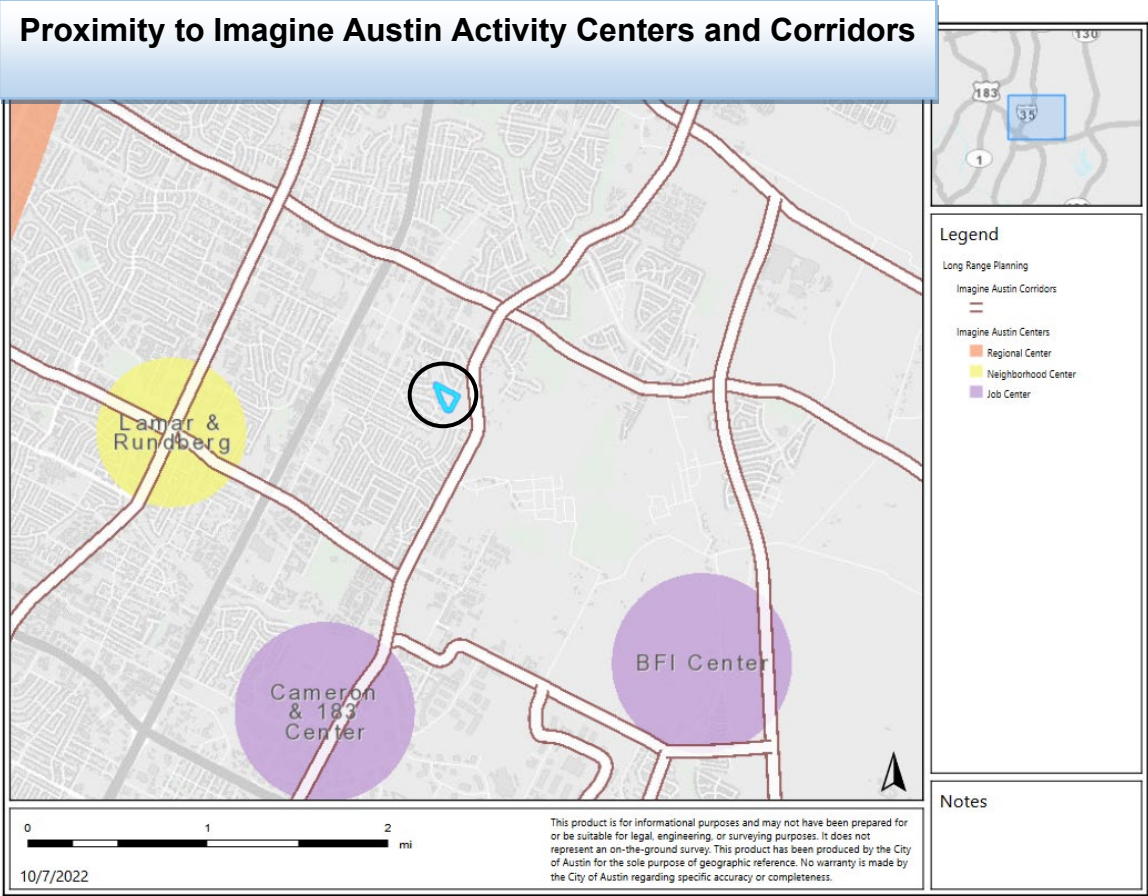 Proximity to Imagine Austin Activity Centers and Corridors
130
183
35
1
Legend
Long Range Planning
Imagine Austin Corridors
Imagine Austin Centers
Regional Center
Neighborhood Center
Job Center
Lamar &
Rundberg
BFI Center
Cameron
& 183
Center
0 1 2
mi
10/7/2022
This product is for informational purposes and may not have been prepared for
or be suitable for legal, engineering, or surveying purposes. It does not
represent an on-the-ground survey. This product has been produced by the City
of Austin for the sole purpose of geographic reference. No warranty is made by
the City of Austin regarding specific accuracy or completeness.
Notes